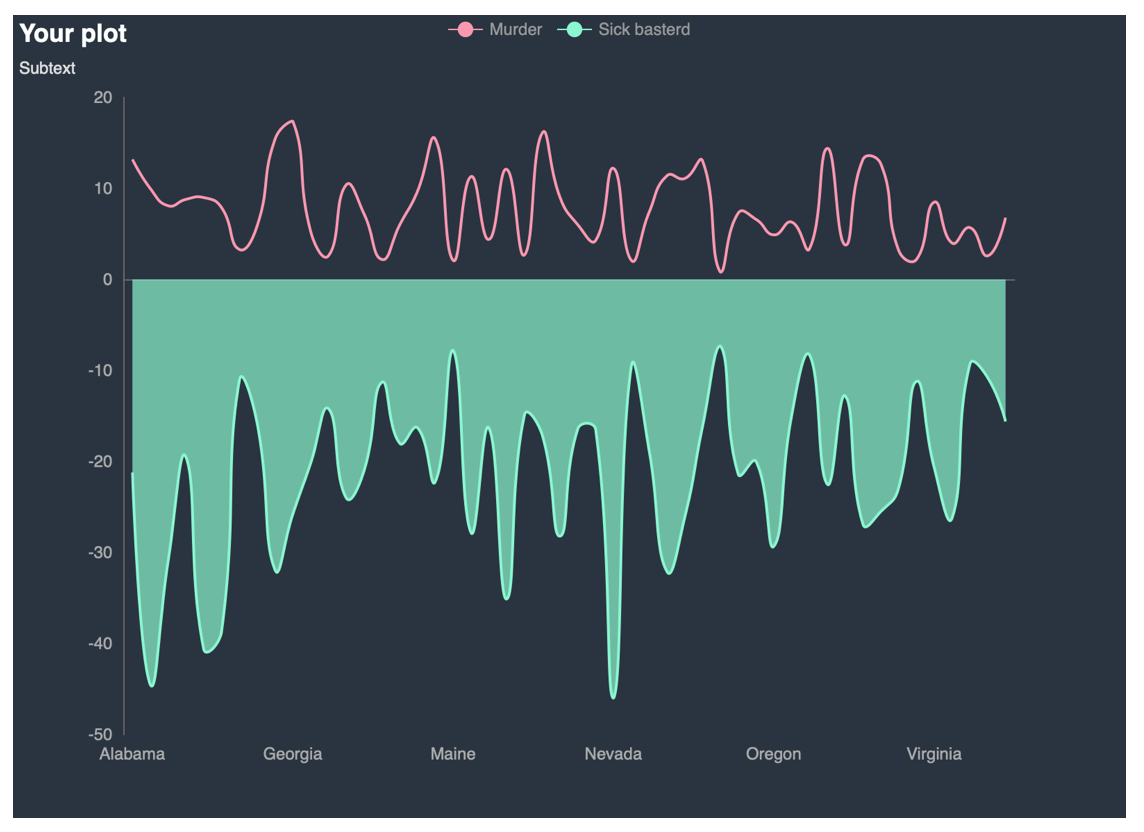 Your plot
Murder
Sick basterd
Subtext
20
10
0
-10
-20
-30
-40
-50
Alabama
Georgia
Maine
Nevada
Oregon
Virginia